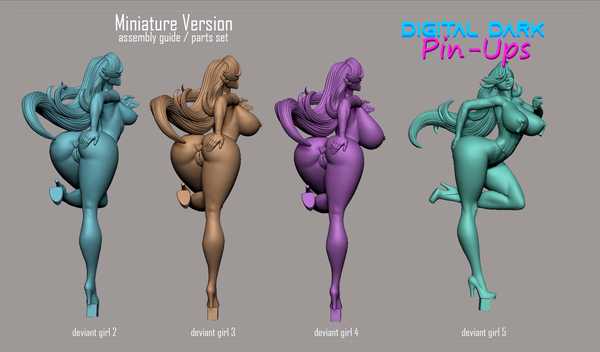 Miniature Version
assembly guide / parts set
DIGITAL DARK
Pin-Ups
deviant girl 2
deviant girl 3
deviant girl 4
deviant girl 5